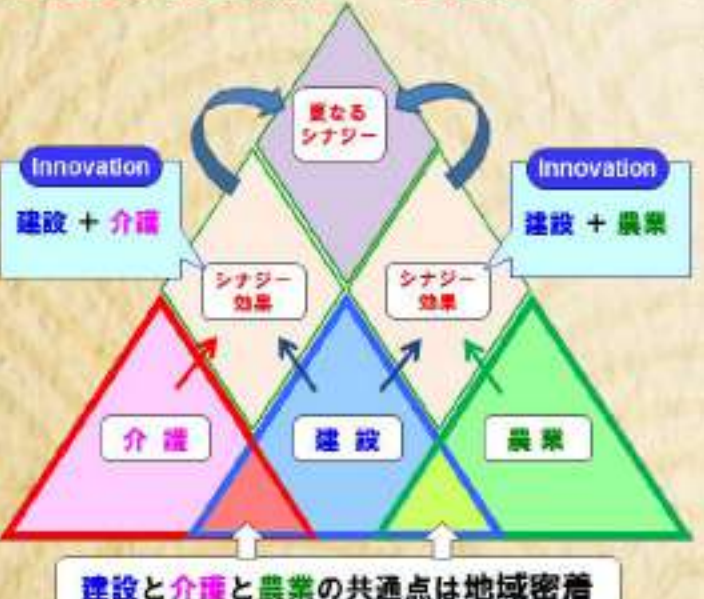 更なる
シナジー
Innovation
建設 + 介護
Innovation
建設 + 農業
シナジー
効果
シナジー
効果
介 護
建 設
農 業
建設と介護と農業の共通点は地域密着